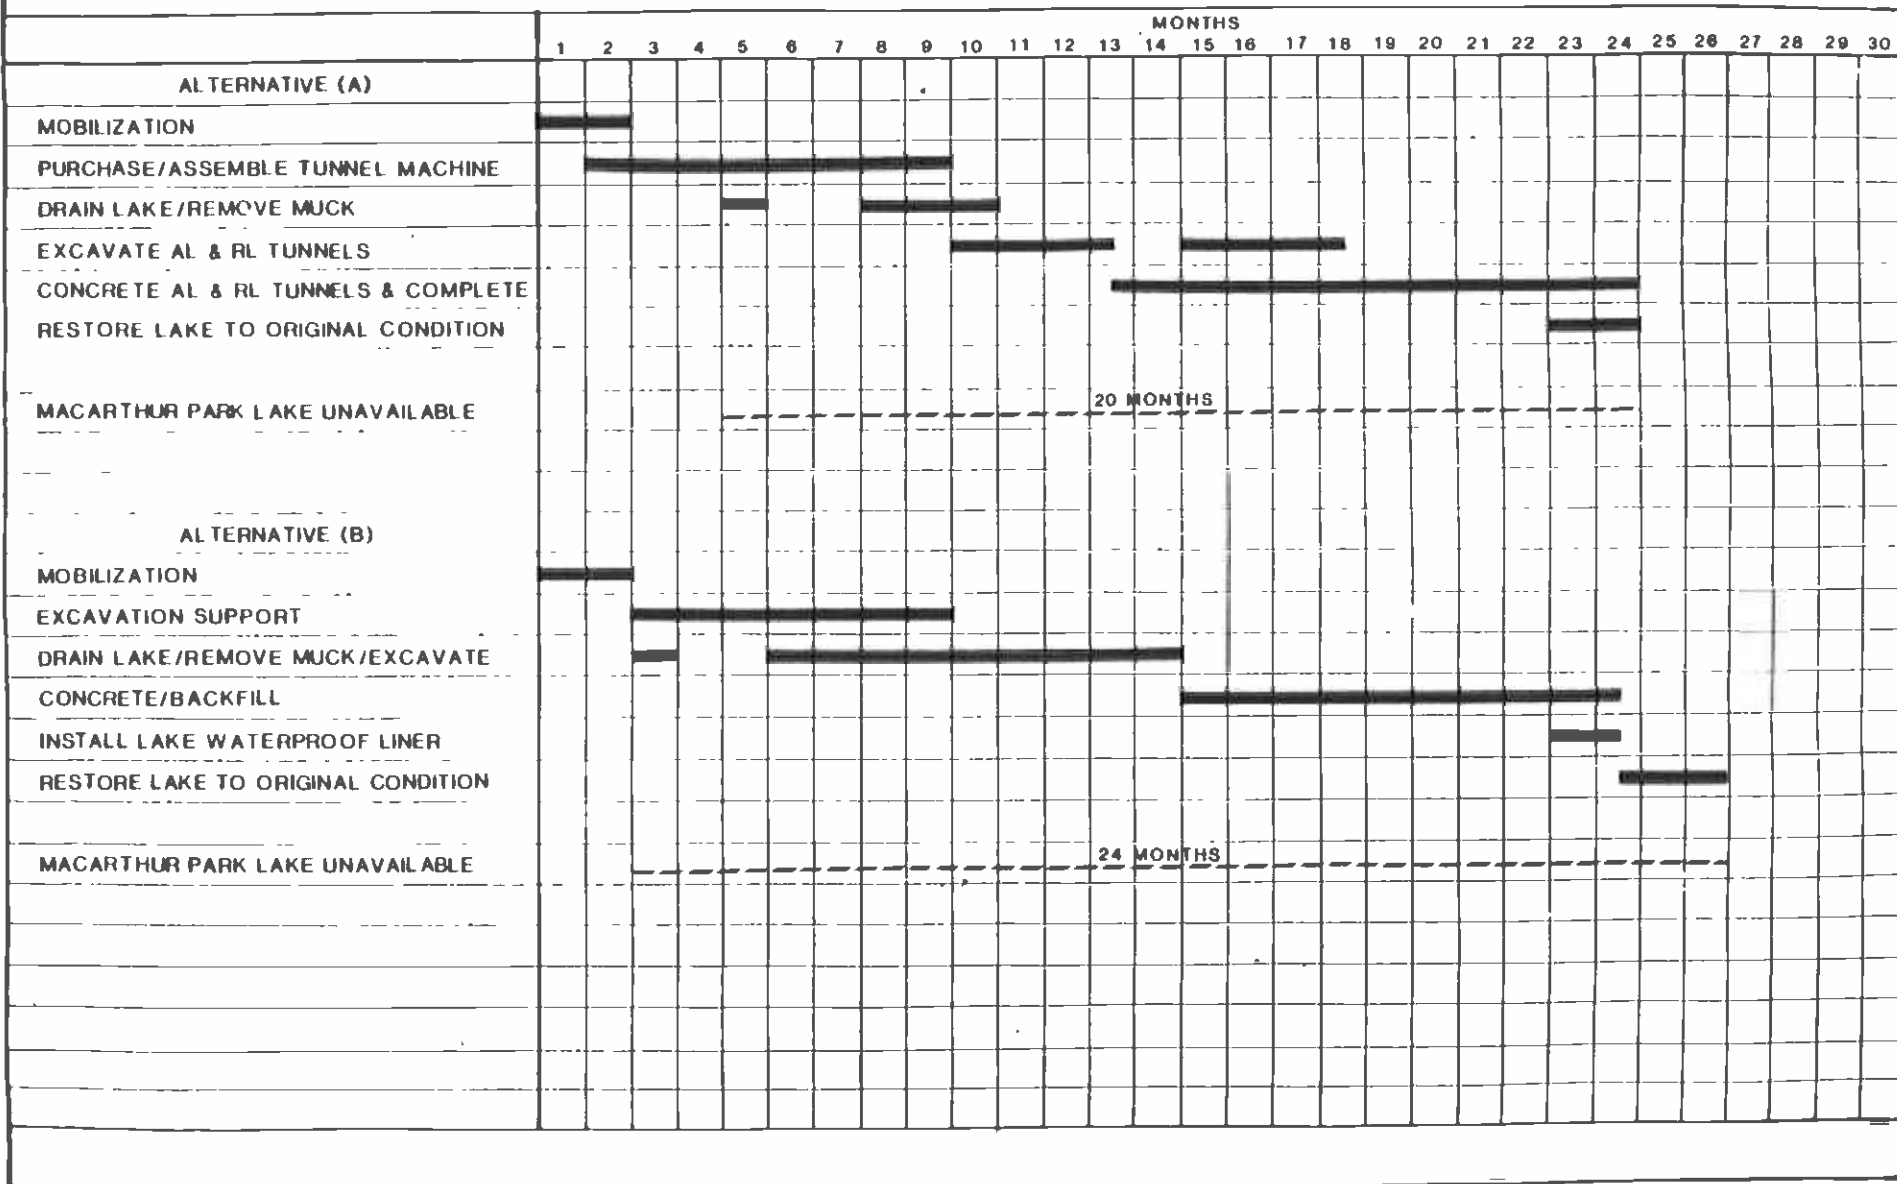 MONTHS
1 2 3 4 5 6 7 8 9 10 11 12 13 14 15 16 17 18 19 20 21 22 23 24 25 26 27 28 29 30
ALTERNATIVE (A)
MOBILIZATION
PURCHASE/ASSEMBLE TUNNEL MACHINE
DRAIN LAKE/REMOVE MUCK
EXCAVATE AL & RL TUNNELS
CONCRETE AL & RL TUNNELS & COMPLETE
RESTORE LAKE TO ORIGINAL CONDITION
MACARTHUR PARK LAKE UNAVAILABLE 20 MONTHS
ALTERNATIVE (B)
MOBILIZATION
EXCAVATION SUPPORT
DRAIN LAKE/REMOVE MUCK/EXCAVATE
CONCRETE/BACKFILL
INSTALL LAKE WATERPROOF LINER
RESTORE LAKE TO ORIGINAL CONDITION
MACARTHUR PARK LAKE UNAVAILABLE 24 MONTHS